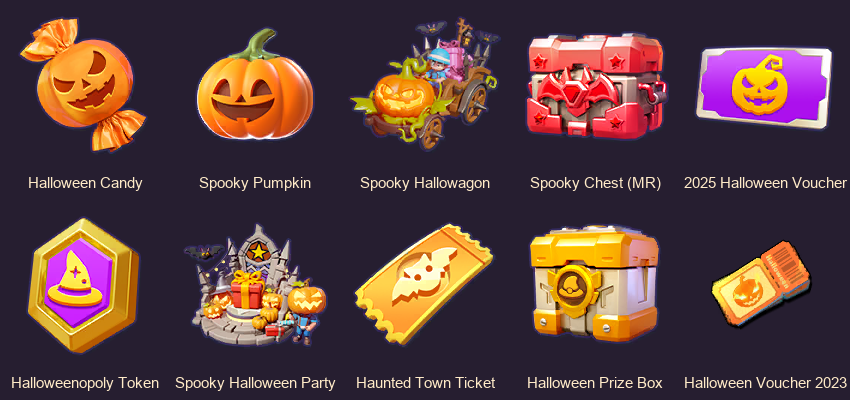 Halloween Candy
Spooky Pumpkin
Spooky Hallowagon
Spooky Chest (MR)
2025 Halloween Voucher
Halloweenopoly Token
Spooky Halloween Party
Haunted Town Ticket
Halloween Prize Box
Halloween Voucher 2023